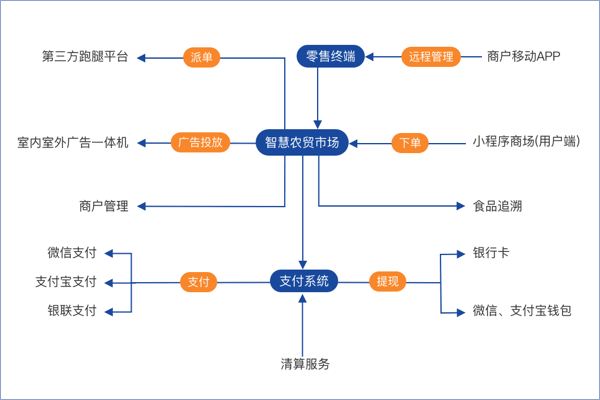 第三方跑腿平台
派单
零售终端
远程管理
商户移动APP
室内室外广告一体机
广告投放
智慧农贸市场
下单
小程序商场(用户端)
商户管理
食品追溯
微信支付
银行卡
支付宝支付
支付
支付系统
提现
银联支付
微信、支付宝钱包
清算服务